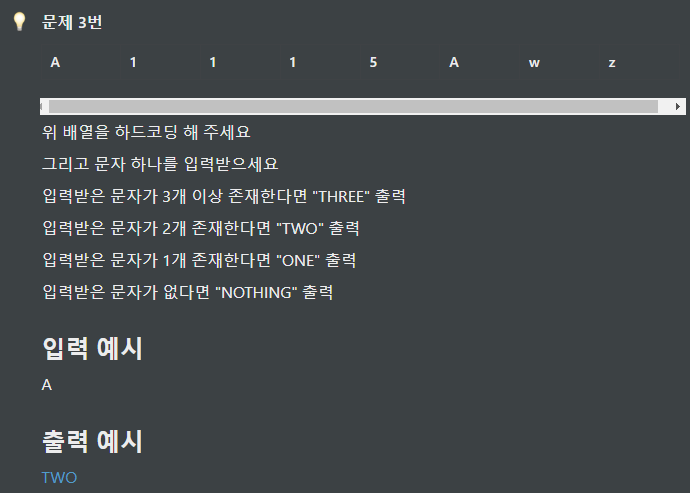 문제 3번
A 1 1 1 5 A w z
위 배열을 하드코딩 해 주세요
그리고 문자 하나를 입력받으세요
입력받은 문자가 3개 이상 존재한다면 "THREE" 출력
입력받은 문자가 2개 존재한다면 "TWO" 출력
입력받은 문자가 1개 존재한다면 "ONE" 출력
입력받은 문자가 없다면 "NOTHING" 출력
입력 예시
A
출력 예시
TWO